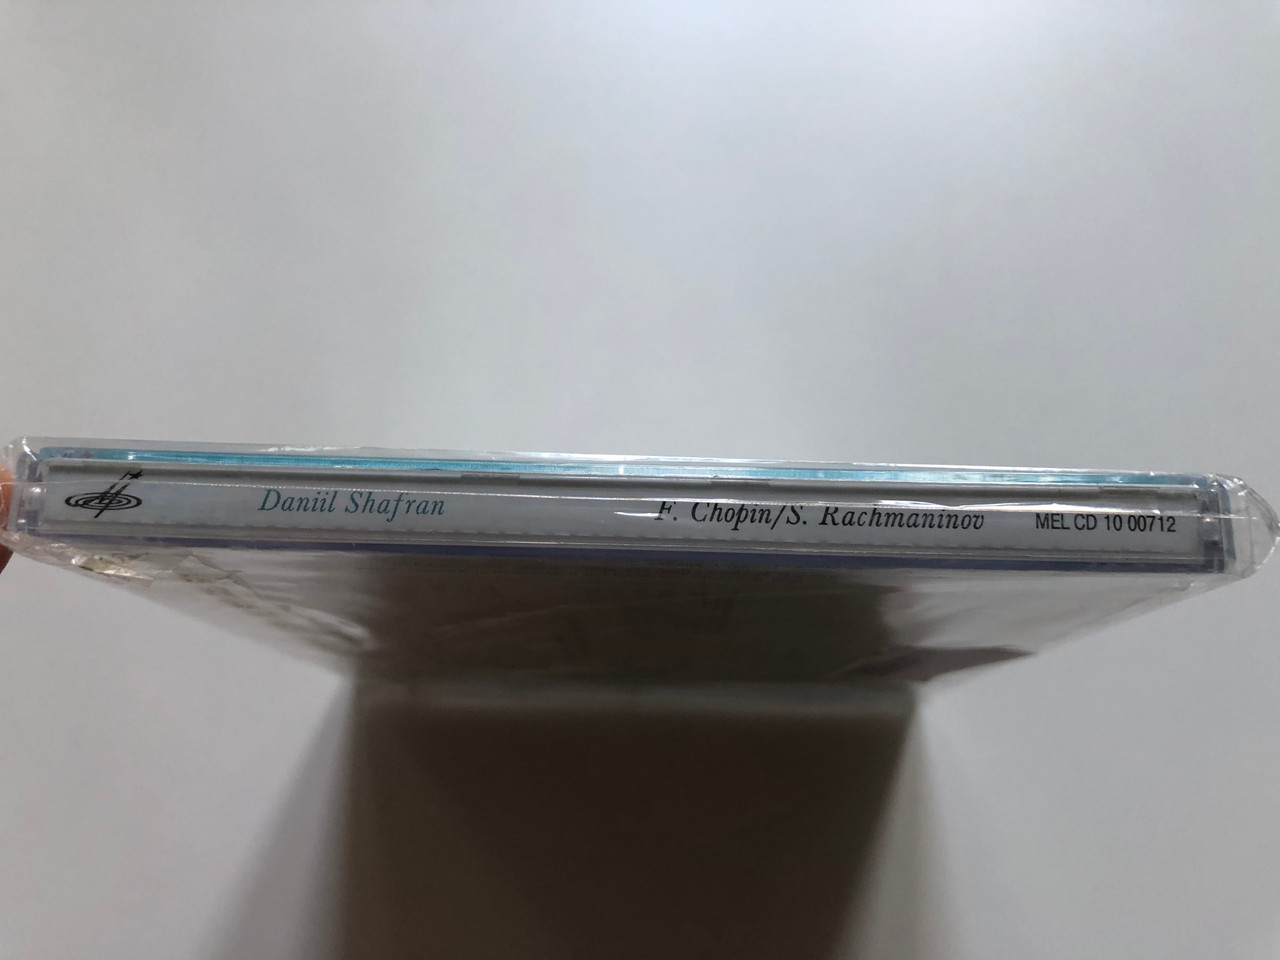 Daniil Shafran F. Chopin/S. Rachmaninov MEL CD 10 00712